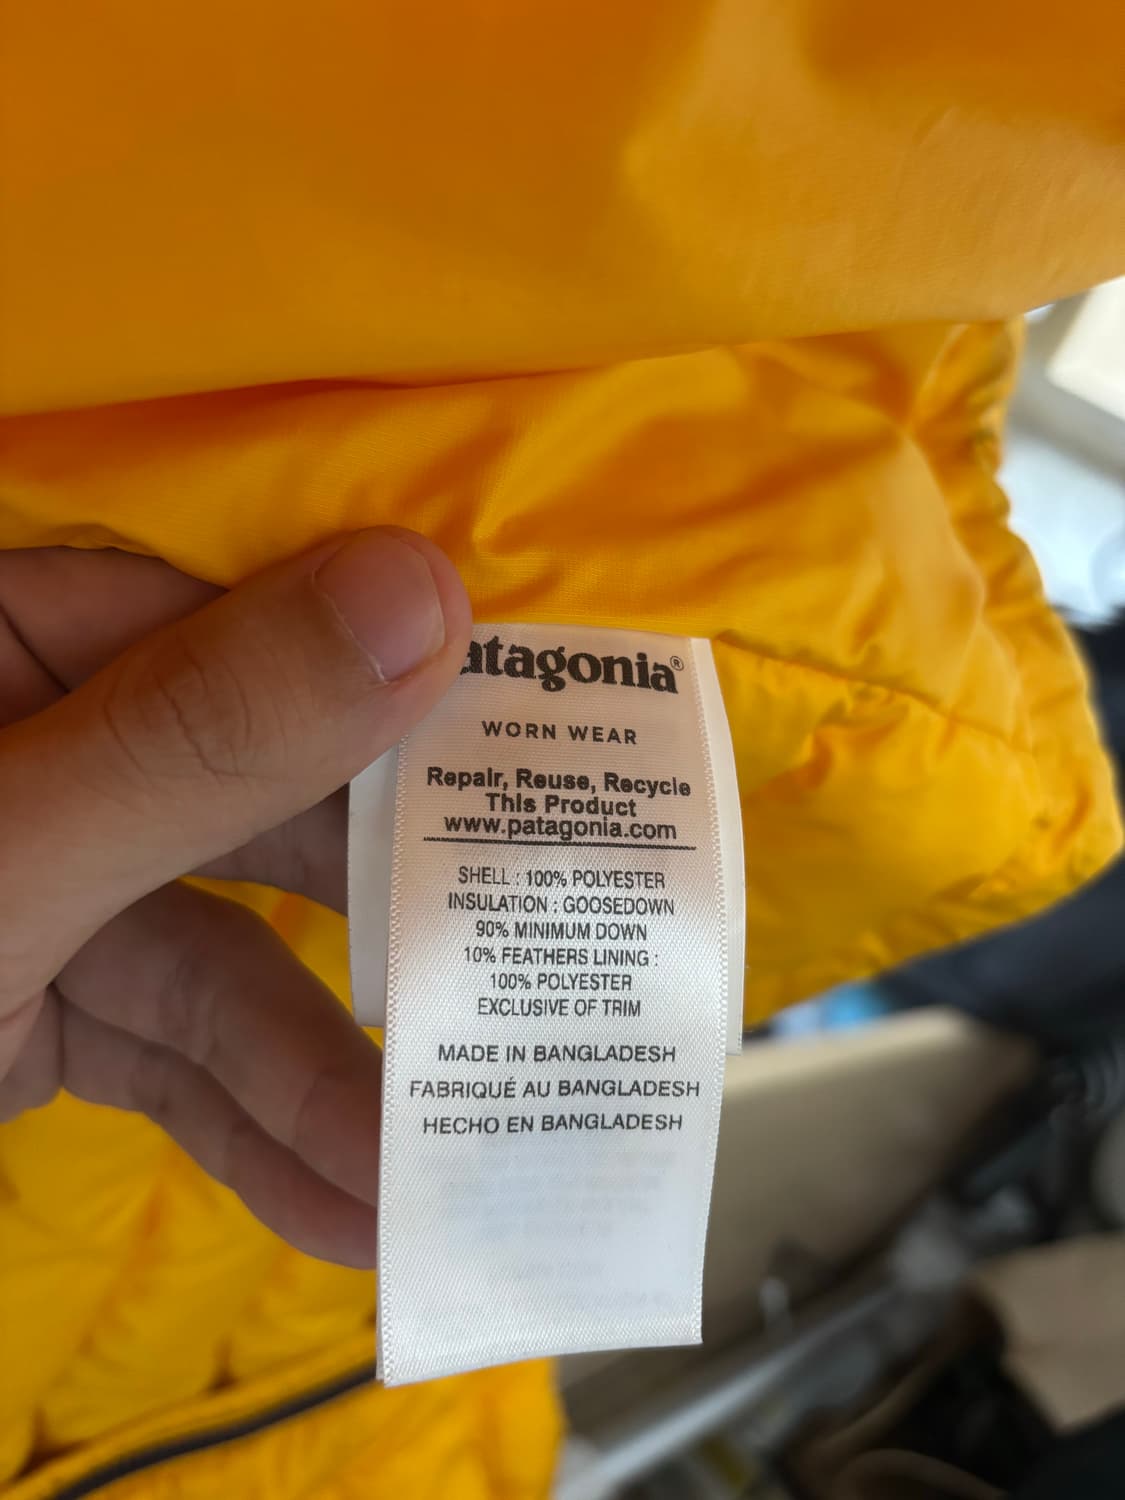 atagonia®
WORN WEAR
Repair, Reuse, Recycle
This Product
www.patagonia.com
SHELL : 100% POLYESTER
INSULATION : GOOSEDOWN
90% MINIMUM DOWN
10% FEATHERS LINING :
100% POLYESTER
EXCLUSIVE OF TRIM
MADE IN BANGLADESH
FABRIQUÉ AU BANGLADESH
HECHO EN BANGLADESH